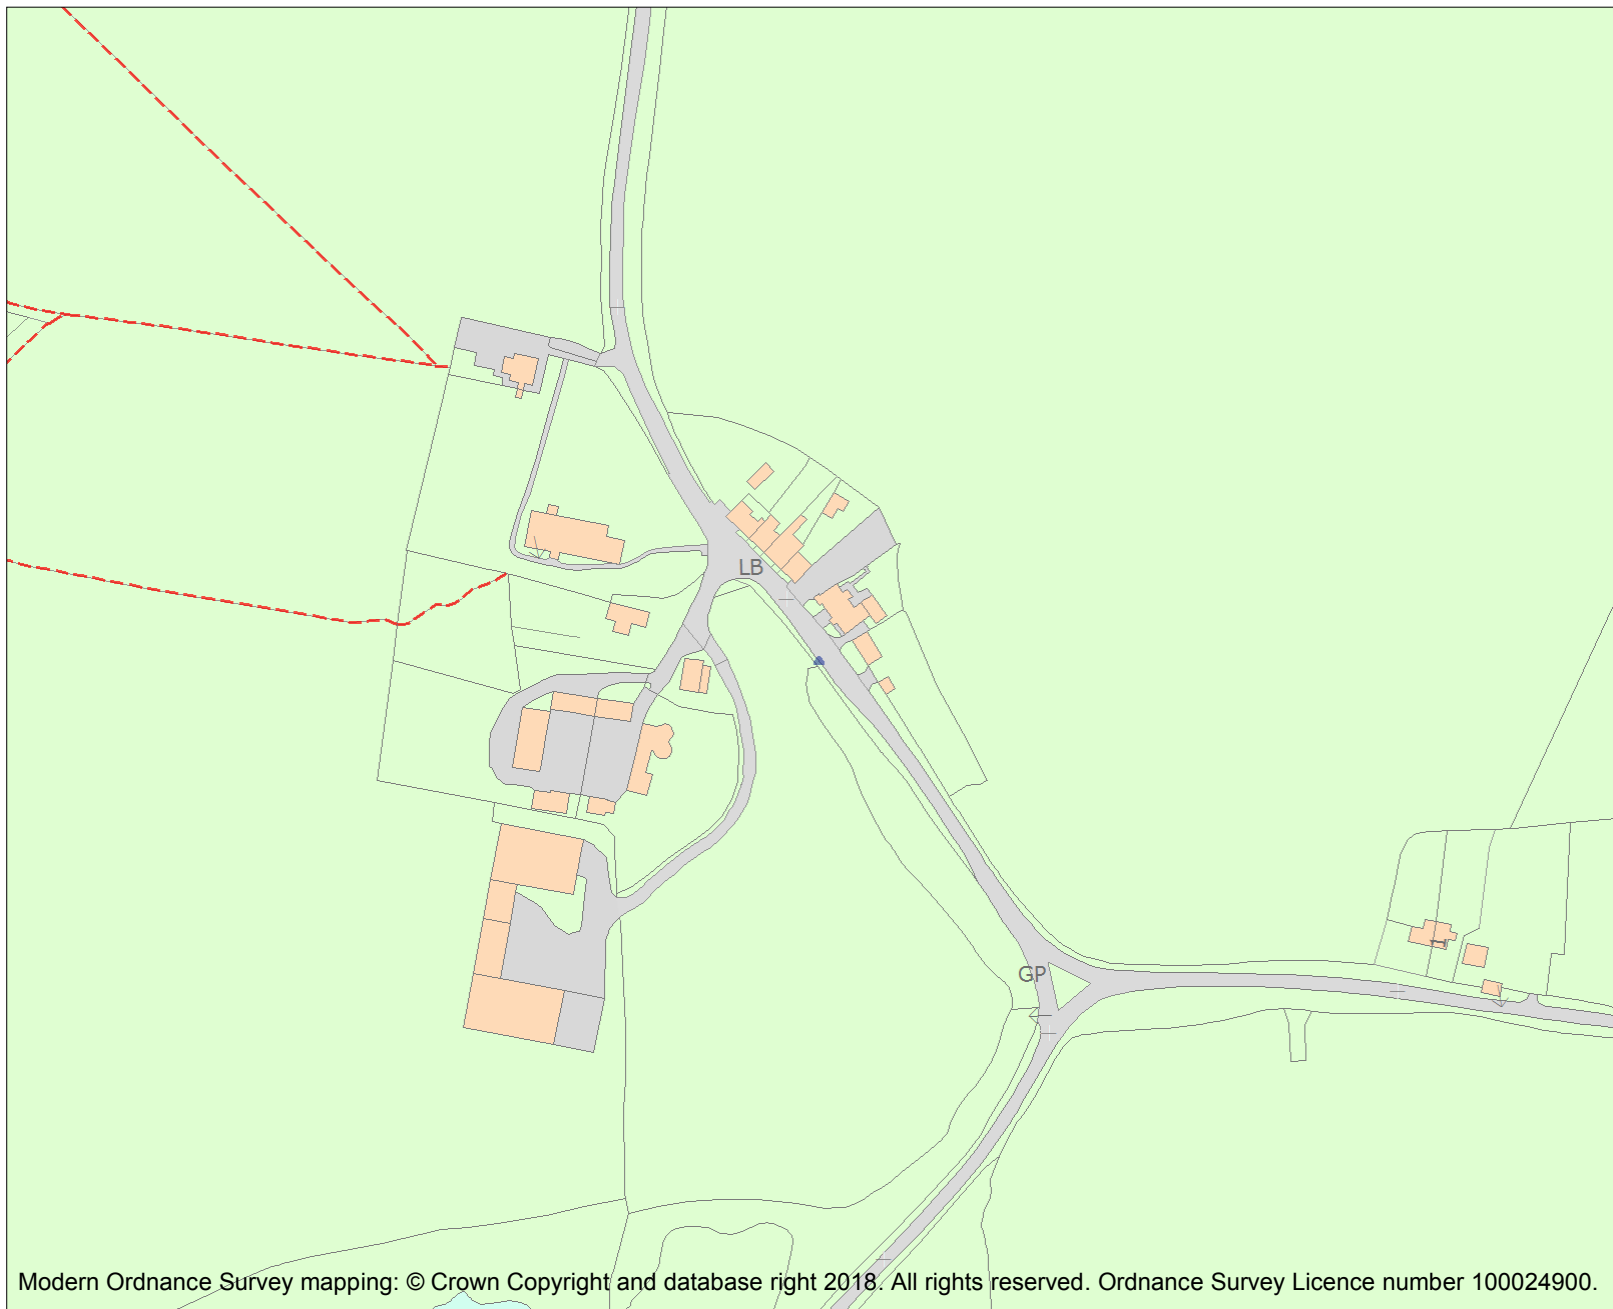 LB
GP
Modern Ordnance Survey mapping: © Crown Copyright and database right 2018. All rights reserved. Ordnance Survey Licence number 100024900.